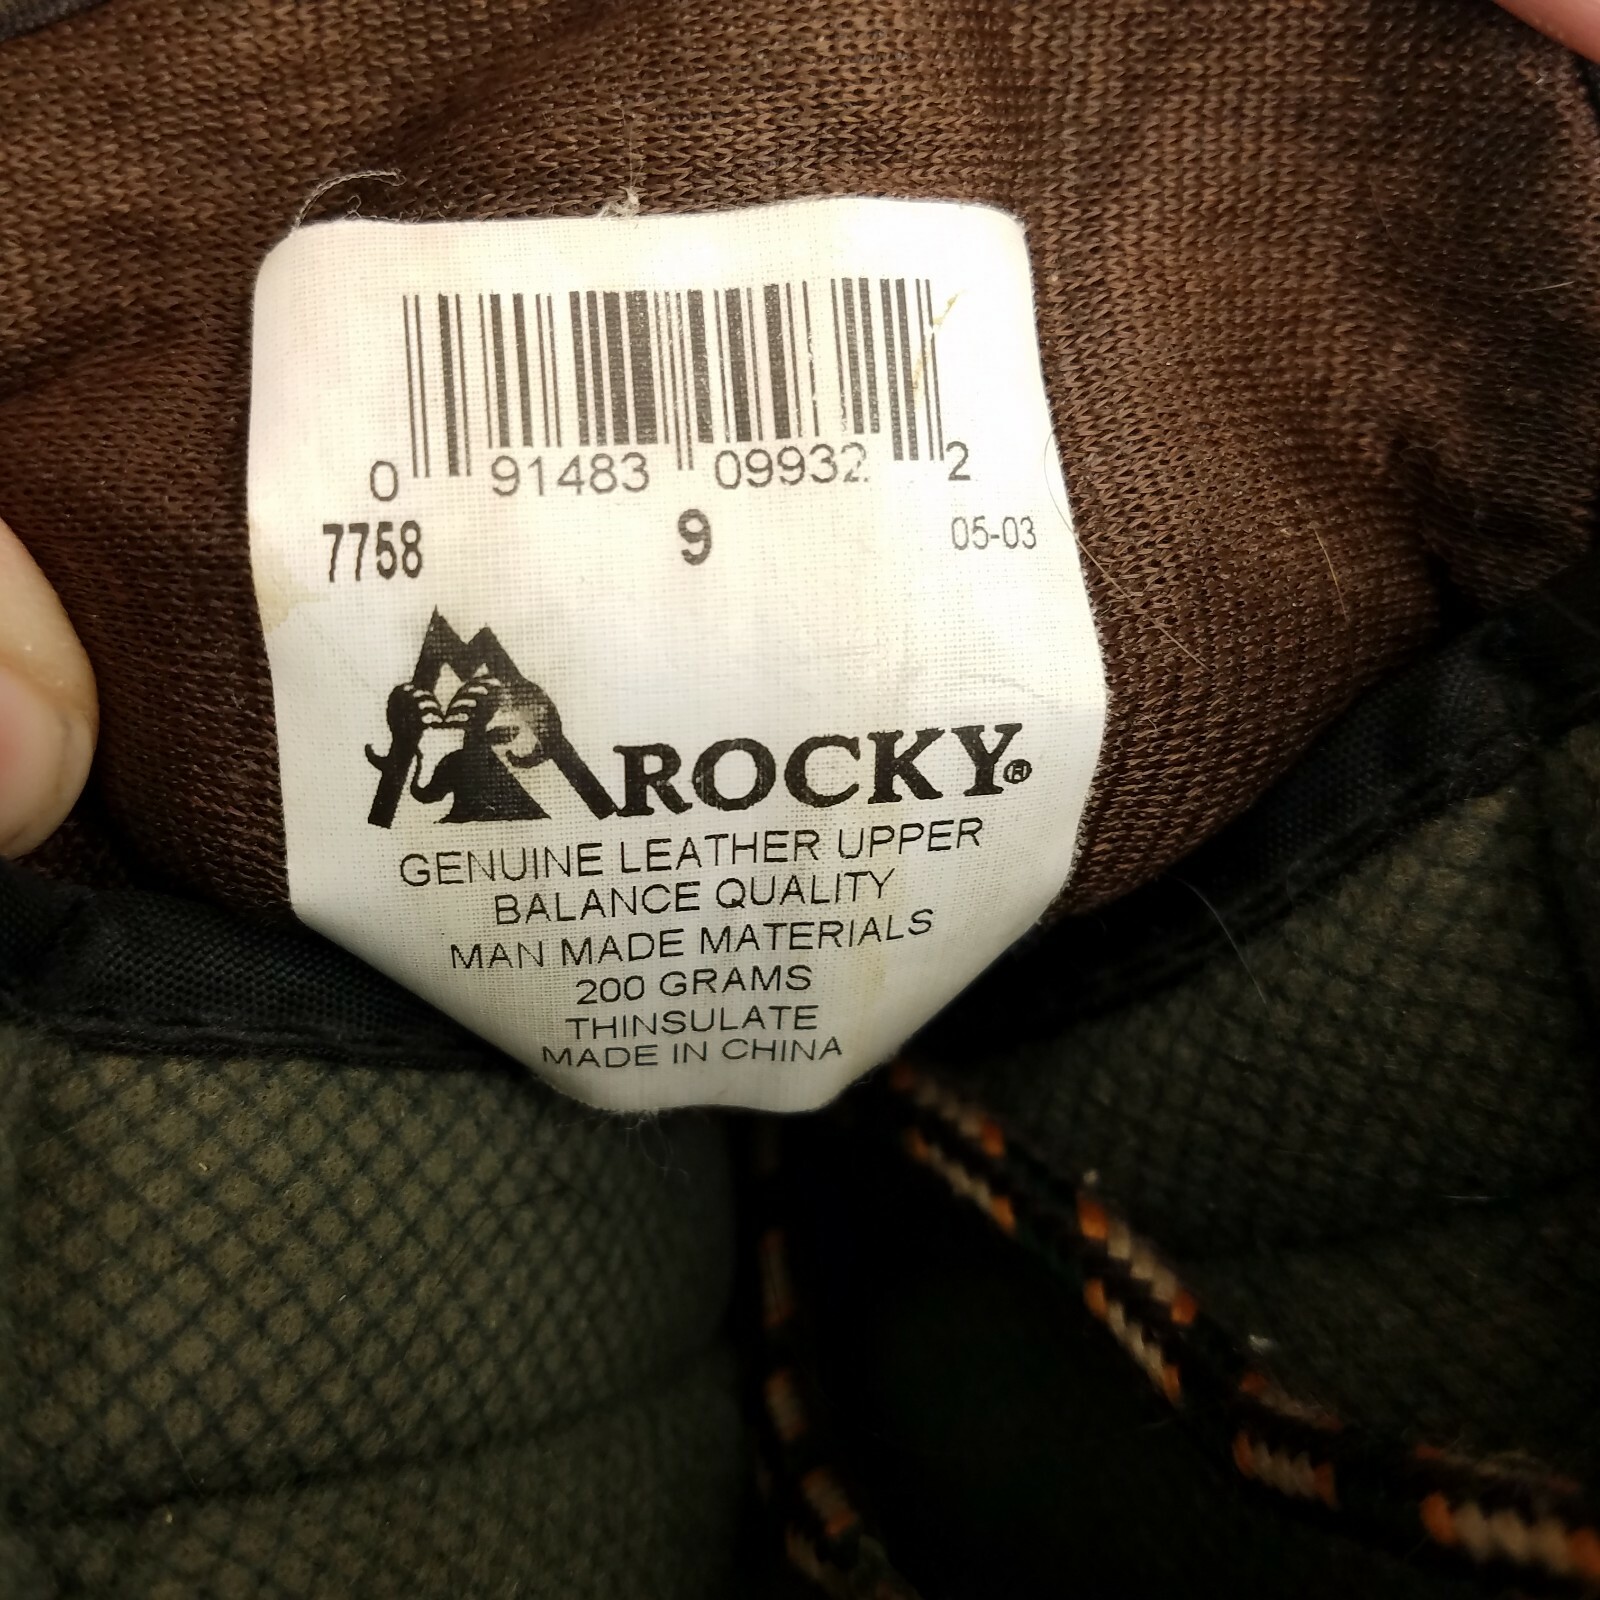 0 91483 09932 2
7758 9 05-03
ROCKY®
GENUINE LEATHER UPPER
BALANCE QUALITY
MAN MADE MATERIALS
200 GRAMS
THINSULATE
MADE IN CHINA